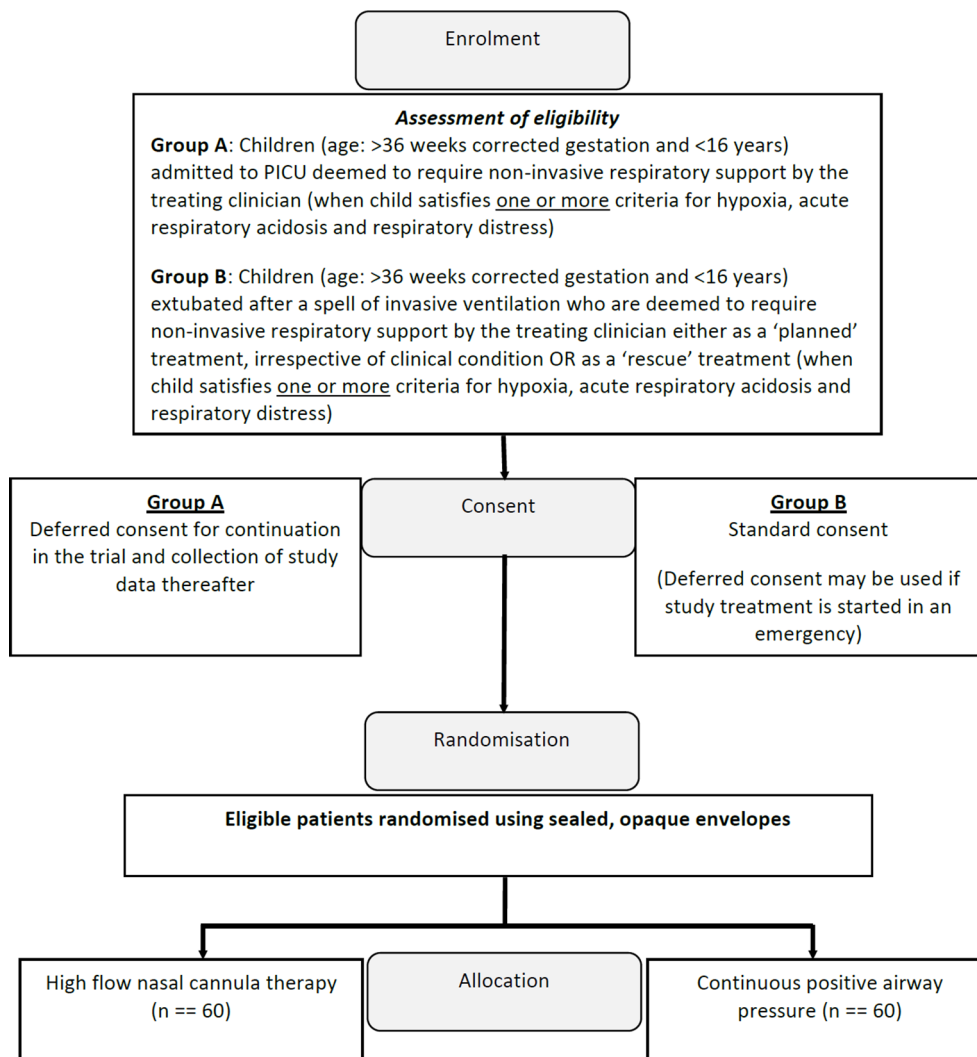 Enrolment
Assessment of eligibility
Group A: Children (age: >36 weeks corrected gestation and <16 years)
admitted to PICU deemed to require non-invasive respiratory support by the
treating clinician (when child satisfies one or more criteria for hypoxia, acute
respiratory acidosis and respiratory distress)
Group B: Children (age: >36 weeks corrected gestation and <16 years)
extubated after a spell of invasive ventilation who are deemed to require
non-invasive respiratory support by the treating clinician either as a ‘planned’
treatment, irrespective of clinical condition OR as a ‘rescue’ treatment (when
child satisfies one or more criteria for hypoxia, acute respiratory acidosis and
respiratory distress)
Group A
Deferred consent for continuation
in the trial and collection of study
data thereafter
Consent
Group B
Standard consent
(Deferred consent may be used if
study treatment is started in an
emergency)
Randomisation
Eligible patients randomised using sealed, opaque envelopes
High flow nasal cannula therapy
(n == 60)
Allocation
Continuous positive airway
pressure (n == 60)